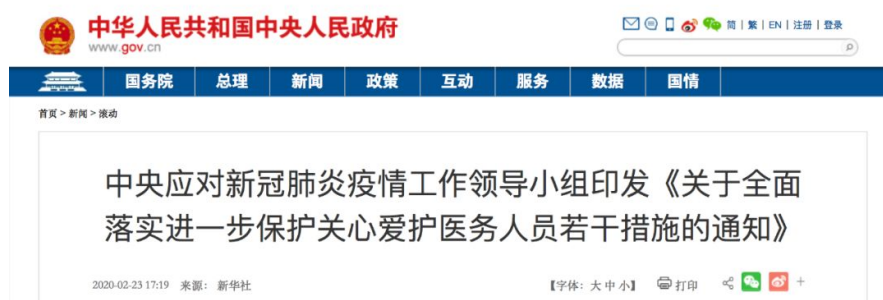 中华人民共和国中央人民政府
www.gov.cn
简 | 繁 | EN | 注册 | 登录
国务院 总理 新闻 政策 互动 服务 数据 国情
首页 > 新闻 > 滚动
中央应对新冠肺炎疫情工作领导小组印发《关于全面
落实进一步保护关心爱护医务人员若干措施的通知》
2020-02-23 17:19 来源： 新华社 【字体：大 中 小】 打印